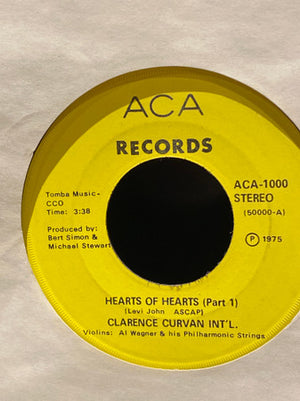 ACA
RECORDS
Tomba Music-
CCO
Time: 3:38
Produced by:
Bert Simon &
Michael Stewart
ACA-1000
STEREO
(50000-A)
Ⓟ 1975
HEARTS OF HEARTS (Part 1)
(Levi John ASCAP)
CLARENCE CURVAN INT'L.
Violins: Al Wagner & his Philharmonic Strings